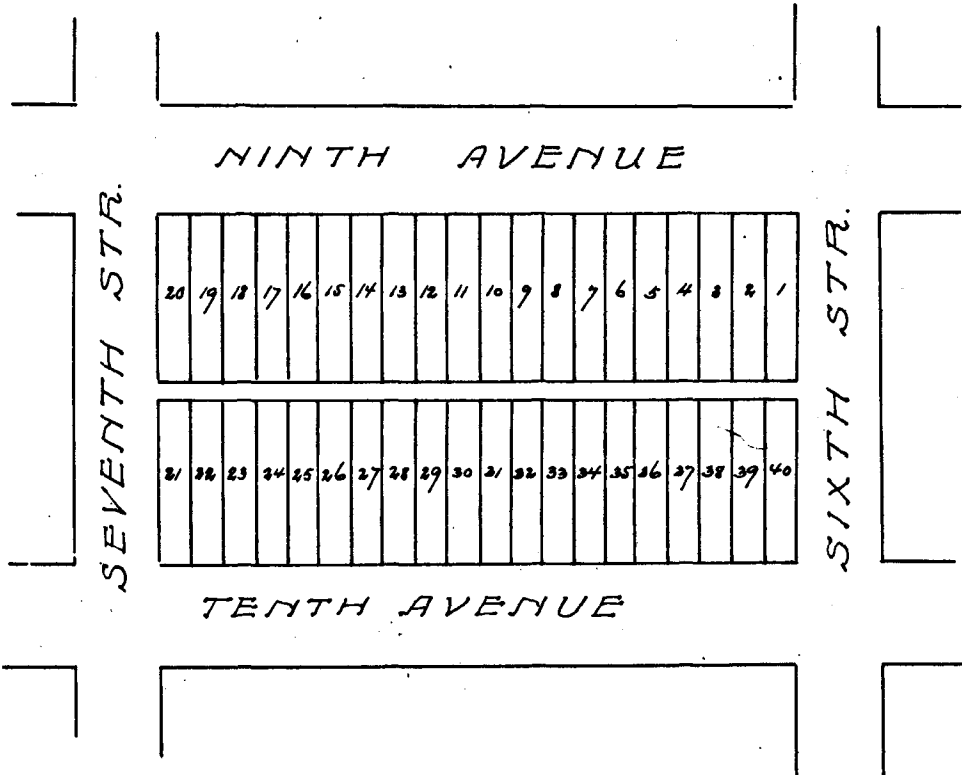 NINTH AVENUE
SEVENTH STR.
SIXTH STR.
20 19 18 17 16 15 14 13 12 11 10 9 8 7 6 5 4 3 2 1
21 22 23 24 25 26 27 28 29 30 31 32 33 34 35 36 37 38 39 40
TENTH AVENUE